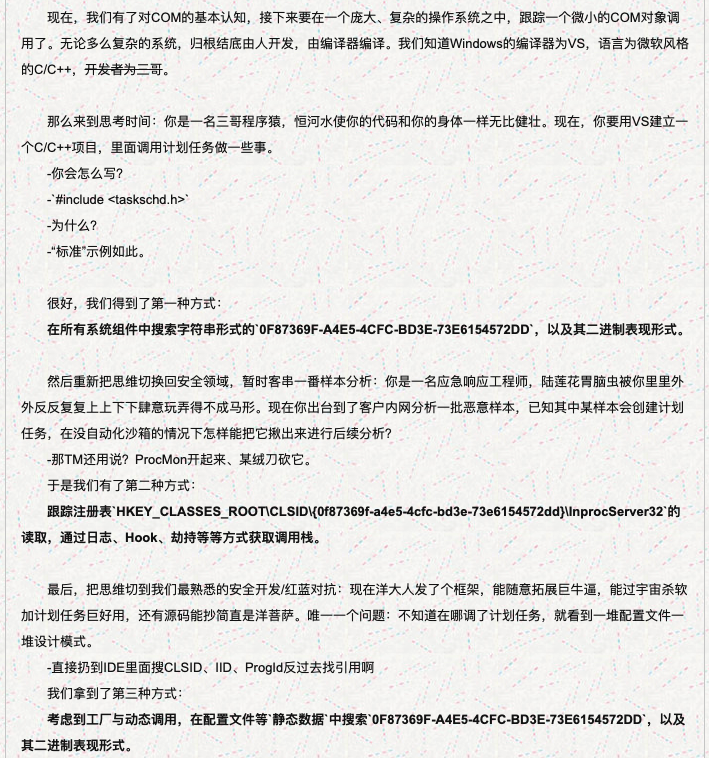 现在，我们有了对COM的基本认知，接下来要在一个庞大、复杂的操作系统之中，跟踪一个微小的COM对象调
用了。无论多么复杂的系统，归根结底由人开发，由编译器编译。我们知道Windows的编译器为VS，语言为微软风格
的C/C++，开发者为三哥。
那么来到思考时间：你是一名三哥程序猿，恒河水使你的代码和你的身体一样无比健壮。现在，你要用VS建立一
个C/C++项目，里面调用计划任务做一些事。
-你会怎么写？
-`#include <taskschd.h>`
-为什么？
-“标准”示例如此。
很好，我们得到了第一种方式：
在所有系统组件中搜索字符串形式的`0F87369F-A4E5-4CFC-BD3E-73E6154572DD`，以及其二进制表现形式。
然后重新把思维切换回安全领域，暂时客串一番样本分析：你是一名应急响应工程师，陆莲花胃脑虫被你里里外
外反反复复上上下下肆意玩弄得不成马形。现在你出台到了客户内网分析一批恶意样本，已知其中某样本会创建计划
任务，在没自动化沙箱的情况下怎样能把它揪出来进行后续分析？
-那TM还用说？ProcMon开起来、某绒刀砍它。
于是我们有了第二种方式：
跟踪注册表`HKEY_CLASSES_ROOT\CLSID\{0f87369f-a4e5-4cfc-bd3e-73e6154572dd}\InprocServer32`的
读取，通过日志、Hook、劫持等等方式获取调用栈。
最后，把思维切到我们最熟悉的安全开发/红蓝对抗：现在洋大人发了个框架，能随意拓展巨牛逼，能过宇宙杀软
加计划任务巨好用，还有源码能抄简直是洋菩萨。唯一一个问题：不知道在哪调了计划任务，就看到一堆配置文件一
堆设计模式。
-直接扔到IDE里面搜CLSID、IID、ProgId反过去找引用啊
我们拿到了第三种方式：
考虑到工厂与动态调用，在配置文件等`静态数据`中搜索`0F87369F-A4E5-4CFC-BD3E-73E6154572DD`，以及
其二进制表现形式。